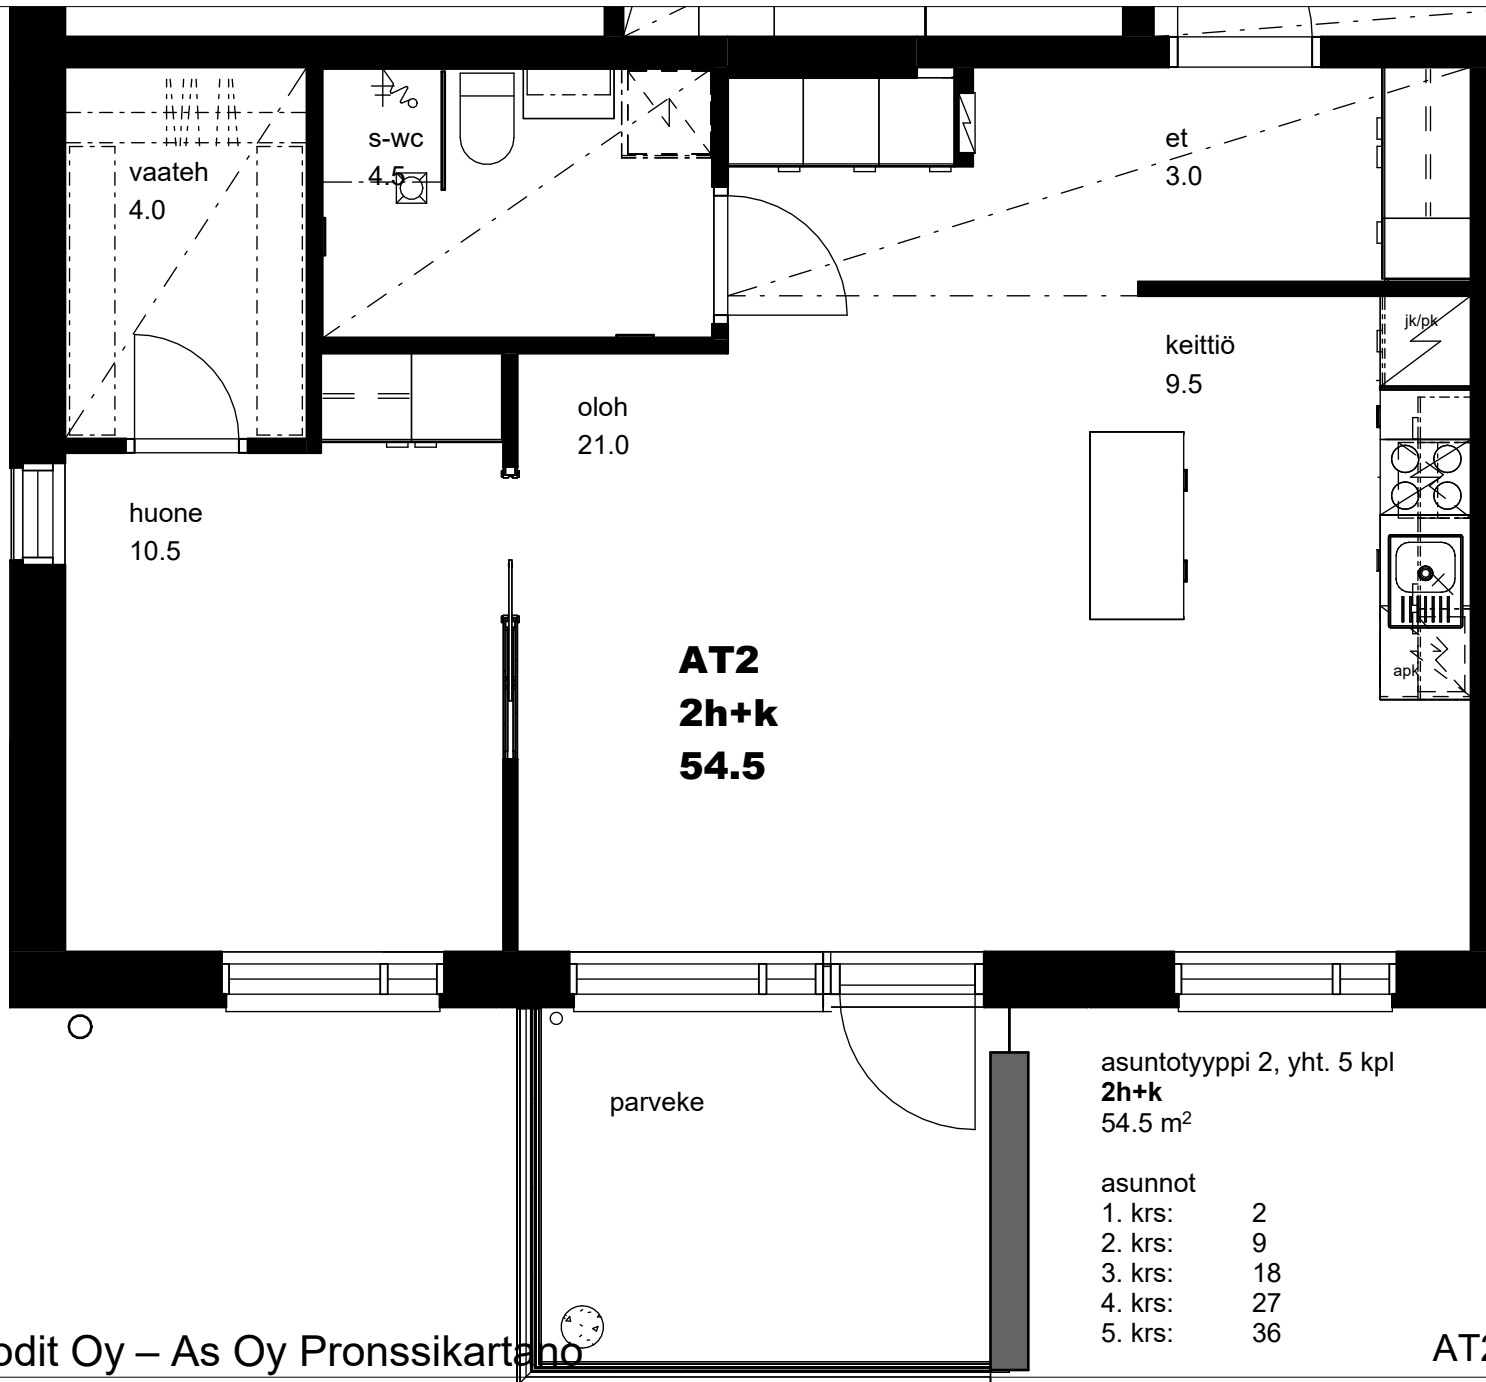 vaateh
4.0
s-wc
4.5
et
3.0
jk/pk
keittiö
9.5
oloh
21.0
huone
10.5
AT2
2h+k
54.5
apk
parveke
asuntotyyppi 2, yht. 5 kpl
2h+k
54.5 m²
asunnot
1. krs: 2
2. krs: 9
3. krs: 18
4. krs: 27
5. krs: 36
odit Oy – As Oy Pronssikartano
AT2